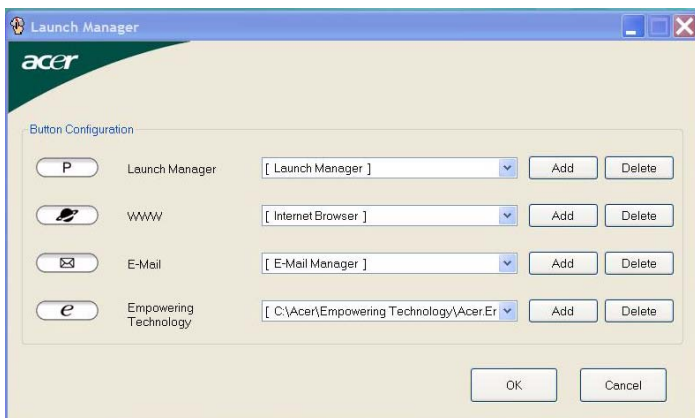 Launch Manager
acer
Button Configuration
P Launch Manager [ Launch Manager ] Add Delete
WWW [ Internet Browser ] Add Delete
E-Mail [ E-Mail Manager ] Add Delete
e Empowering Technology [ C:\Acer\Empowering Technology\Acer.Er Add Delete
OK Cancel